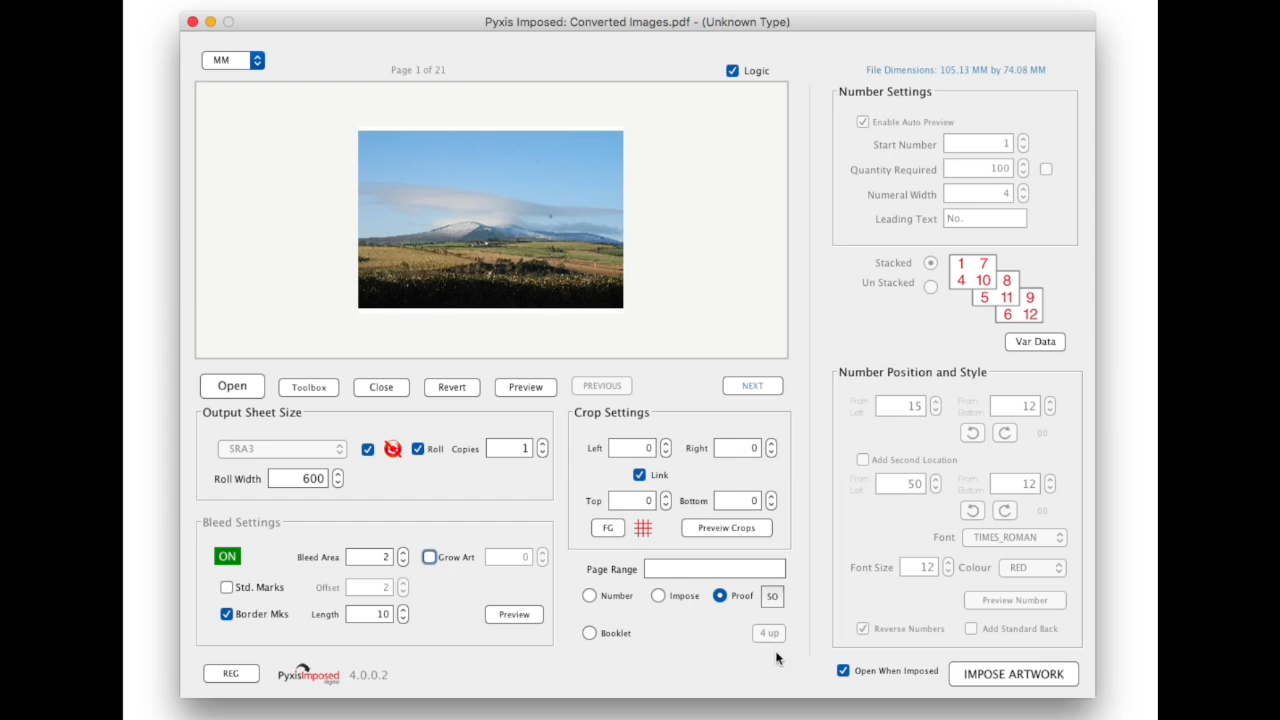 Pyxis Imposed: Converted Images.pdf - (Unknown Type)
MM
Page 1 of 21
Logic
File Dimensions: 105.13 MM by 74.08 MM
Number Settings
Enable Auto Preview
Start Number 1
Quantity Required 100
Numeral Width 4
Leading Text No.
Stacked
Un Stacked
1 7
4 10 8
5 11 9
6 12
Var Data
Open
Toolbox
Close
Revert
Preview
PREVIOUS
NEXT
Output Sheet Size
SRA3
Roll
Copies 1
Roll Width 600
Bleed Settings
ON
Bleed Area 2
Grow Art 0
Std. Marks
Offset 2
Border Mks
Length 10
Preview
Crop Settings
Left 0
Right 0
Link
Top 0
Bottom 0
FG
Preveiw Crops
Page Range
Number
Impose
Proof
SO
Booklet
4 up
Number Position and Style
From Left 15
From Bottom 12
00
Add Second Location
From Left 50
From Bottom 12
00
Font TIMES_ROMAN
Font Size 12
Colour RED
Preview Number
Reverse Numbers
Add Standard Back
REG
PyxisImposed
digital
4.0.0.2
Open When Imposed
IMPOSE ARTWORK